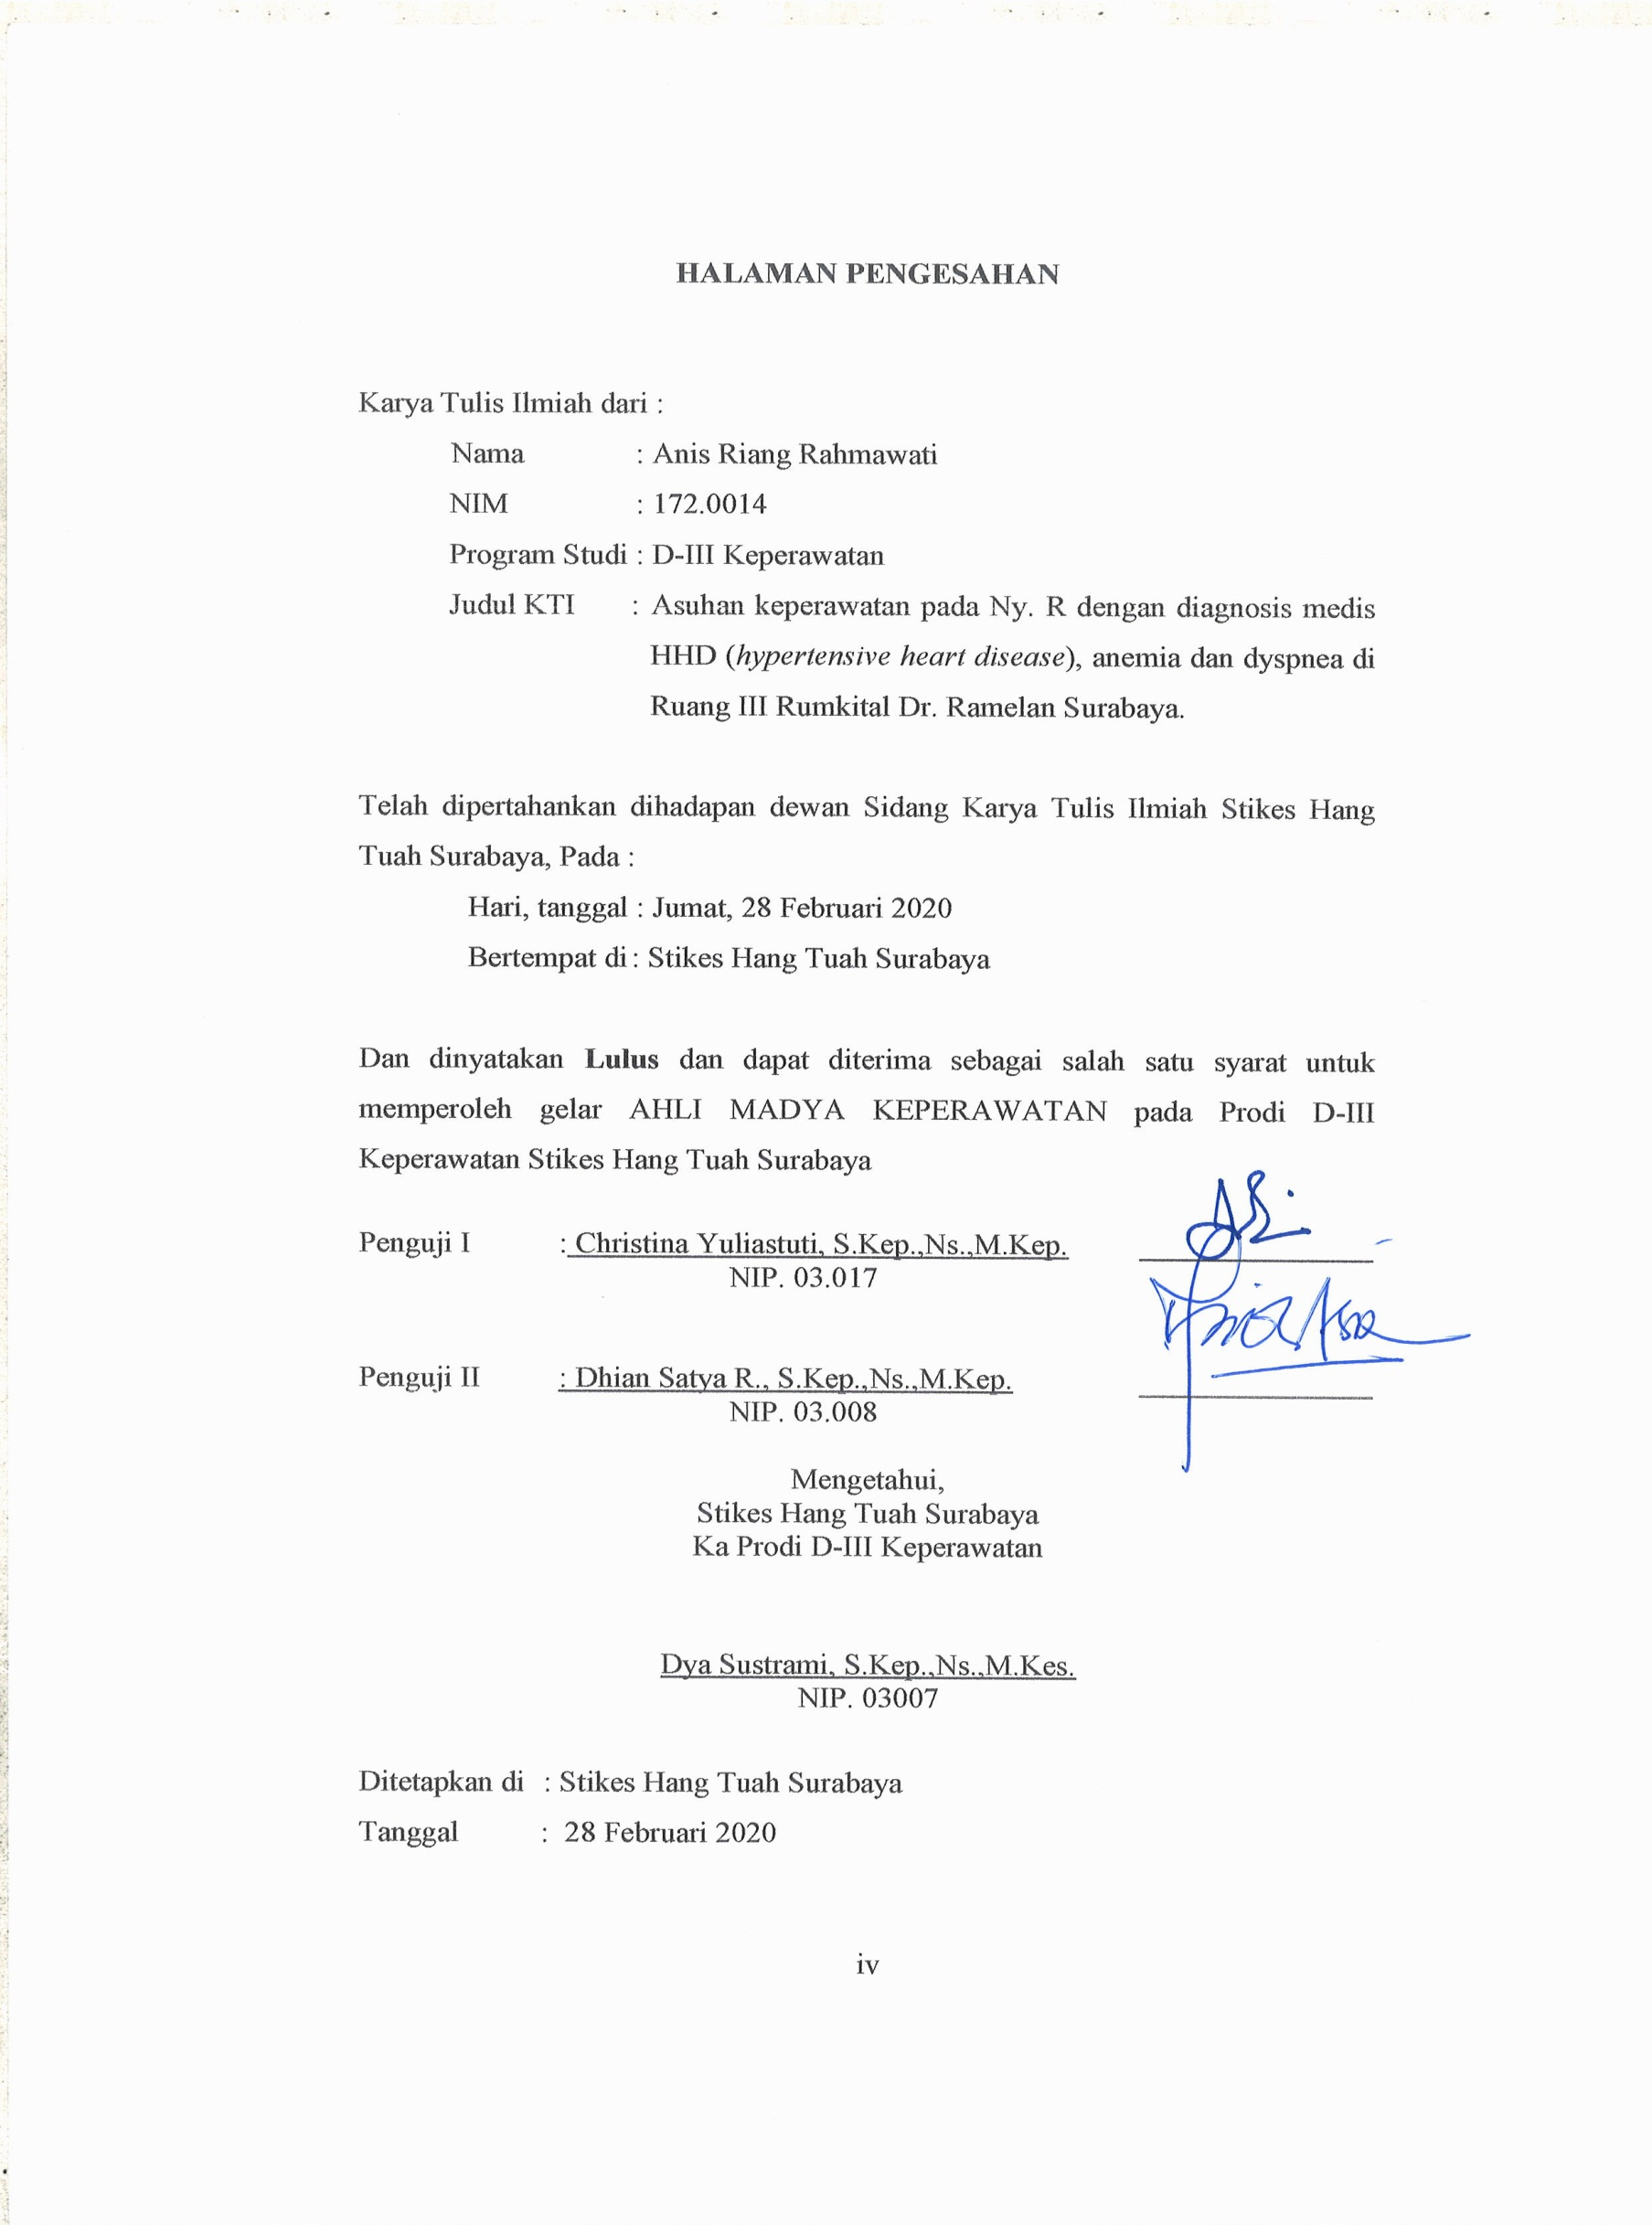 HALAMAN PENGESAHAN
Karya Tulis Ilmiah dari :
Nama : Anis Riang Rahmawati
NIM : 172.0014
Program Studi : D-III Keperawatan
Judul KTI : Asuhan keperawatan pada Ny. R dengan diagnosis medis
HHD (hypertensive heart disease), anemia dan dyspnea di
Ruang III Rumkital Dr. Ramelan Surabaya.
Telah dipertahankan dihadapan dewan Sidang Karya Tulis Ilmiah Stikes Hang
Tuah Surabaya, Pada :
Hari, tanggal : Jumat, 28 Februari 2020
Bertempat di : Stikes Hang Tuah Surabaya
Dan dinyatakan Lulus dan dapat diterima sebagai salah satu syarat untuk
memperoleh gelar AHLI MADYA KEPERAWATAN pada Prodi D-III
Keperawatan Stikes Hang Tuah Surabaya
Penguji I : Christina Yuliastuti, S.Kep.,Ns.,M.Kep.
NIP. 03.017
Penguji II : Dhian Satya R., S.Kep.,Ns.,M.Kep.
NIP. 03.008
Mengetahui,
Stikes Hang Tuah Surabaya
Ka Prodi D-III Keperawatan
Dya Sustrami, S.Kep.,Ns.,M.Kes.
NIP. 03007
Ditetapkan di : Stikes Hang Tuah Surabaya
Tanggal : 28 Februari 2020
iv